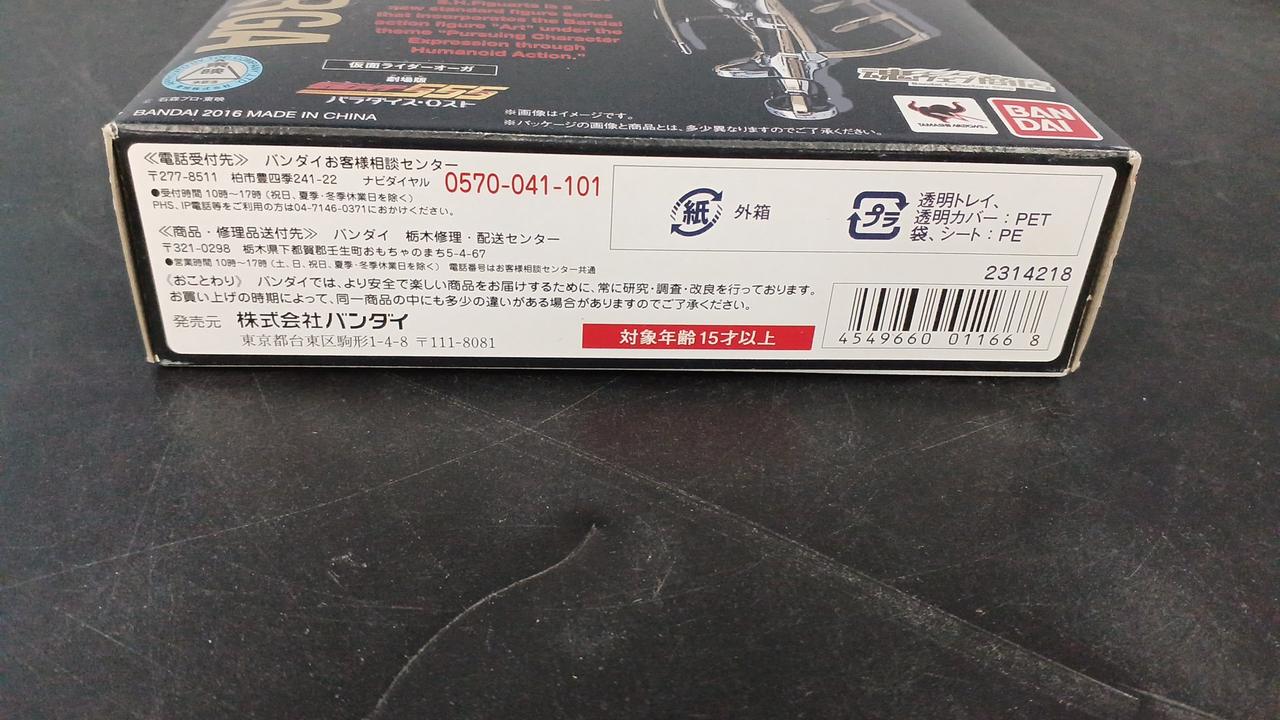 RGA
S.H.Figuarts is a
new standard figure series
that incorporates the Bandai
action figure "Art" under the
theme "Pursuing Character
Expression through
Humanoid Action."
仮面ライダーオーガ
劇場版
555
パラダイス・ロスト
© 石森プロ・東映
BANDAI 2016 MADE IN CHINA
※画像はイメージです。
※パッケージの画像と商品とは、多少異なりますのでご了承ください。
TAMASHII NATIONS
BAN
DAI
≪電話受付先≫ バンダイお客様相談センター
〒277-8511 柏市豊四季241-22 ナビダイヤル 0570-041-101
●受付時間 10時〜17時(祝日、夏季・冬季休業日を除く)
PHS、IP電話等をご利用の方は04-7146-0371におかけください。
≪商品・修理品送付先≫ バンダイ 栃木修理・配送センター
〒321-0298 栃木県下都賀郡壬生町おもちゃのまち5-4-67
●営業時間 10時〜17時(土、日、祝日、夏季・冬季休業日を除く) 電話番号はお客様相談センター共通
《おことわり》 バンダイでは、より安全で楽しい商品をお届けするために、常に研究・調査・改良を行っております。
お買い上げの時期によって、同一商品の中にも多少の違いがある場合がありますのでご了承ください。
発売元 株式会社バンダイ
東京都台東区駒形1-4-8 〒111-8081
対象年齢15才以上
紙 外箱
プラ 透明トレイ、
透明カバー:PET
袋、シート:PE
2314218
4549660 01166 8